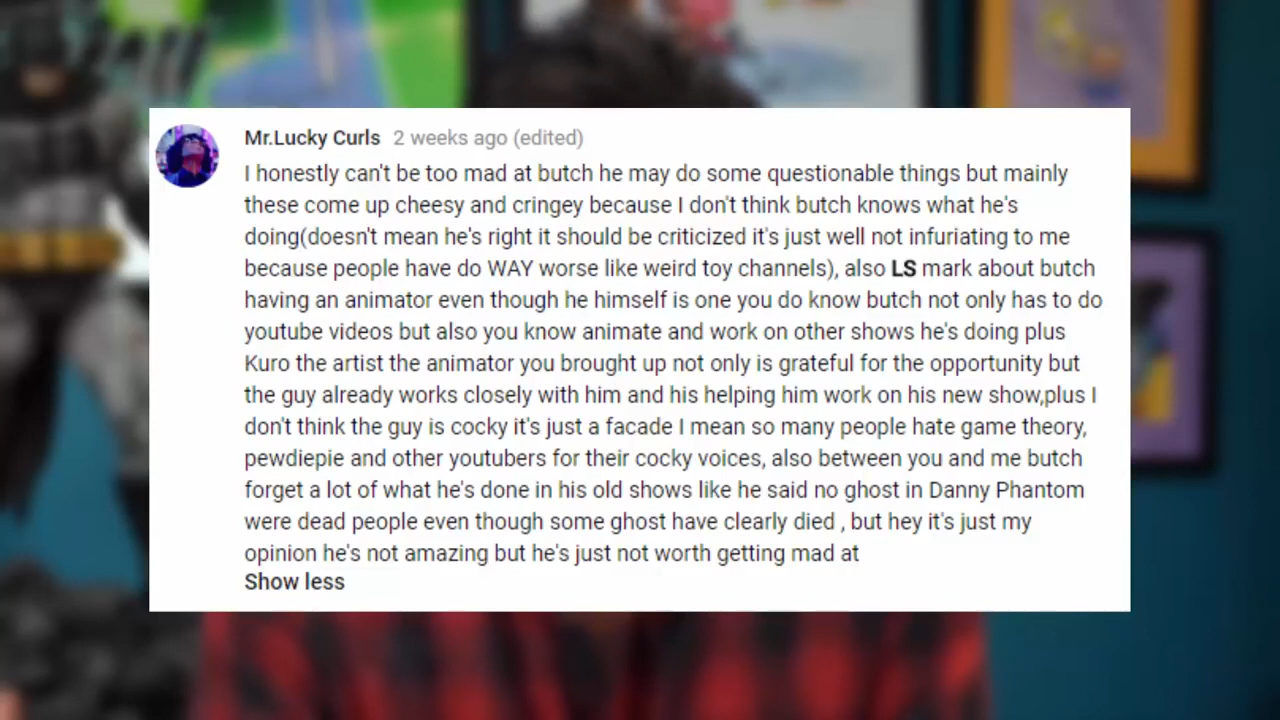 Mr.Lucky Curls 2 weeks ago (edited)
I honestly can't be too mad at butch he may do some questionable things but mainly
these come up cheesy and cringey because I don't think butch knows what he's
doing(doesn't mean he's right it should be criticized it's just well not infuriating to me
because people have do WAY worse like weird toy channels), also LS mark about butch
having an animator even though he himself is one you do know butch not only has to do
youtube videos but also you know animate and work on other shows he's doing plus
Kuro the artist the animator you brought up not only is grateful for the opportunity but
the guy already works closely with him and his helping him work on his new show,plus I
don't think the guy is cocky it's just a facade I mean so many people hate game theory,
pewdiepie and other youtubers for their cocky voices, also between you and me butch
forget a lot of what he's done in his old shows like he said no ghost in Danny Phantom
were dead people even though some ghost have clearly died , but hey it's just my
opinion he's not amazing but he's just not worth getting mad at
Show less